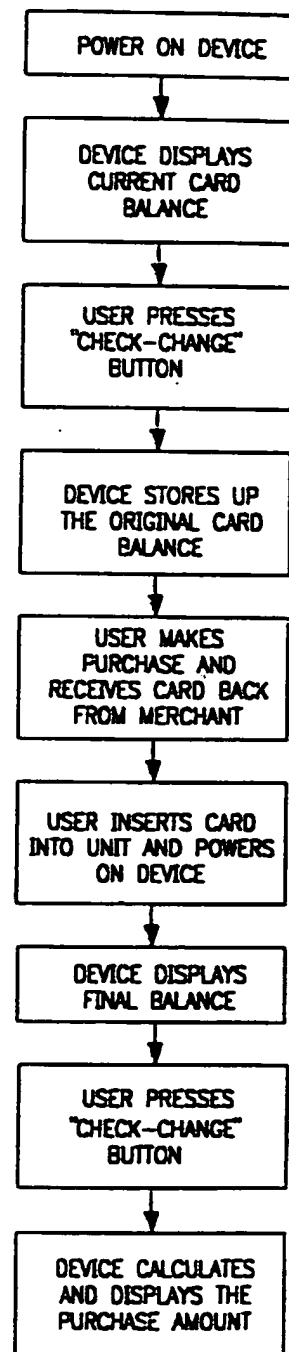 POWER ON DEVICE
DEVICE DISPLAYS
CURRENT CARD
BALANCE
USER PRESSES
"CHECK-CHANGE"
BUTTON
DEVICE STORES UP
THE ORIGINAL CARD
BALANCE
USER MAKES
PURCHASE AND
RECEIVES CARD BACK
FROM MERCHANT
USER INSERTS CARD
INTO UNIT AND POWERS
ON DEVICE
DEVICE DISPLAYS
FINAL BALANCE
USER PRESSES
"CHECK-CHANGE"
BUTTON
DEVICE CALCULATES
AND DISPLAYS THE
PURCHASE AMOUNT